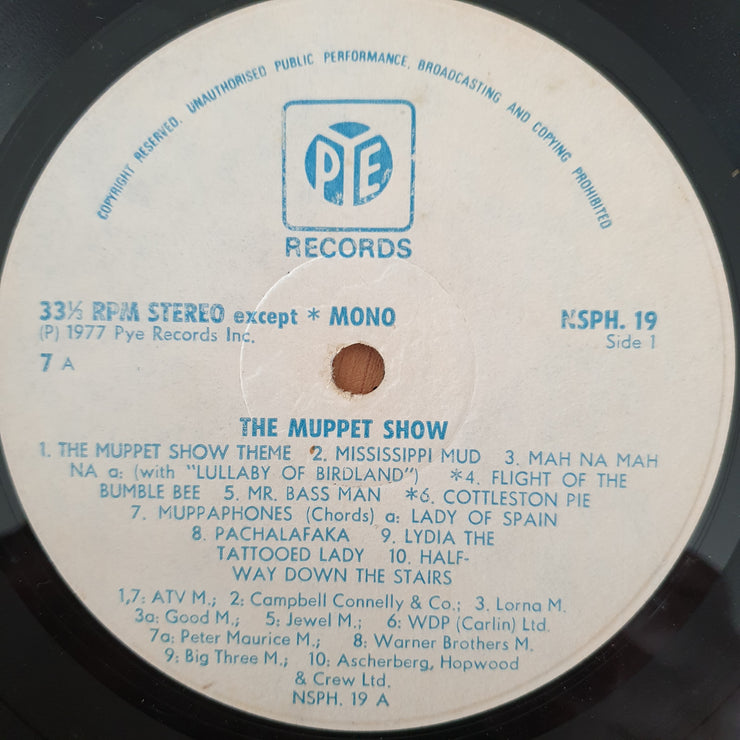 COPYRIGHT RESERVED. UNAUTHORISED PUBLIC PERFORMANCE, BROADCASTING AND COPYING PROHIBITED
PYE
RECORDS
33⅓ RPM STEREO except * MONO
(P) 1977 Pye Records Inc.
7 A
NSPH. 19
Side 1
THE MUPPET SHOW
1. THE MUPPET SHOW THEME 2. MISSISSIPPI MUD 3. MAH NA MAH
NA a: (with "LULLABY OF BIRDLAND") *4. FLIGHT OF THE
BUMBLE BEE 5. MR. BASS MAN *6. COTTLESTON PIE
7. MUPPAPHONES (Chords) a: LADY OF SPAIN
8. PACHALAFAKA 9. LYDIA THE
TATTOOED LADY 10. HALF-
WAY DOWN THE STAIRS
1,7: ATV M.; 2: Campbell Connelly & Co.; 3. Lorna M.
3a: Good M.; 5: Jewel M.; 6: WDP (Carlin) Ltd.
7a: Peter Maurice M.; 8: Warner Brothers M.
9: Big Three M.; 10: Ascherberg, Hopwood
& Crew Ltd.
NSPH. 19 A